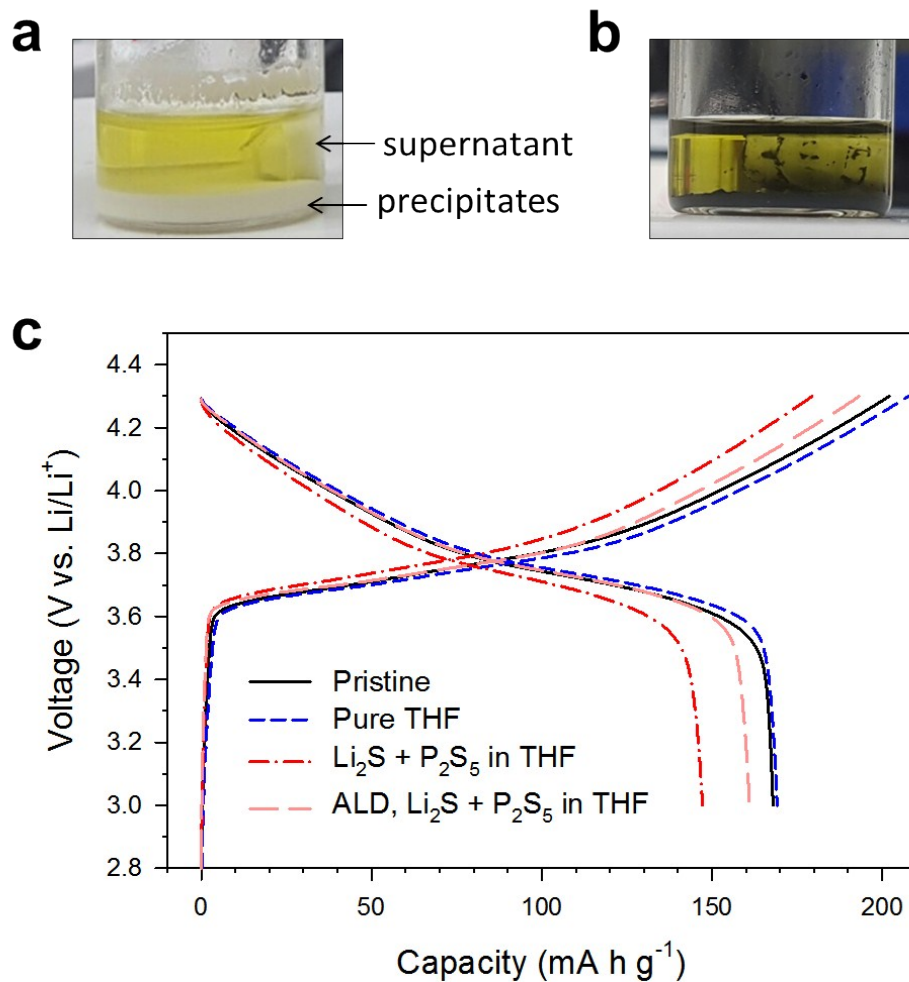 a
b
supernatant
precipitates
c
4.4
4.2
4.0
3.8
3.6
3.4
3.2
3.0
2.8
Voltage (V vs. Li/Li⁺)
Pristine
Pure THF
Li₂S + P₂S₅ in THF
ALD, Li₂S + P₂S₅ in THF
0 50 100 150 200
Capacity (mA h g⁻¹)